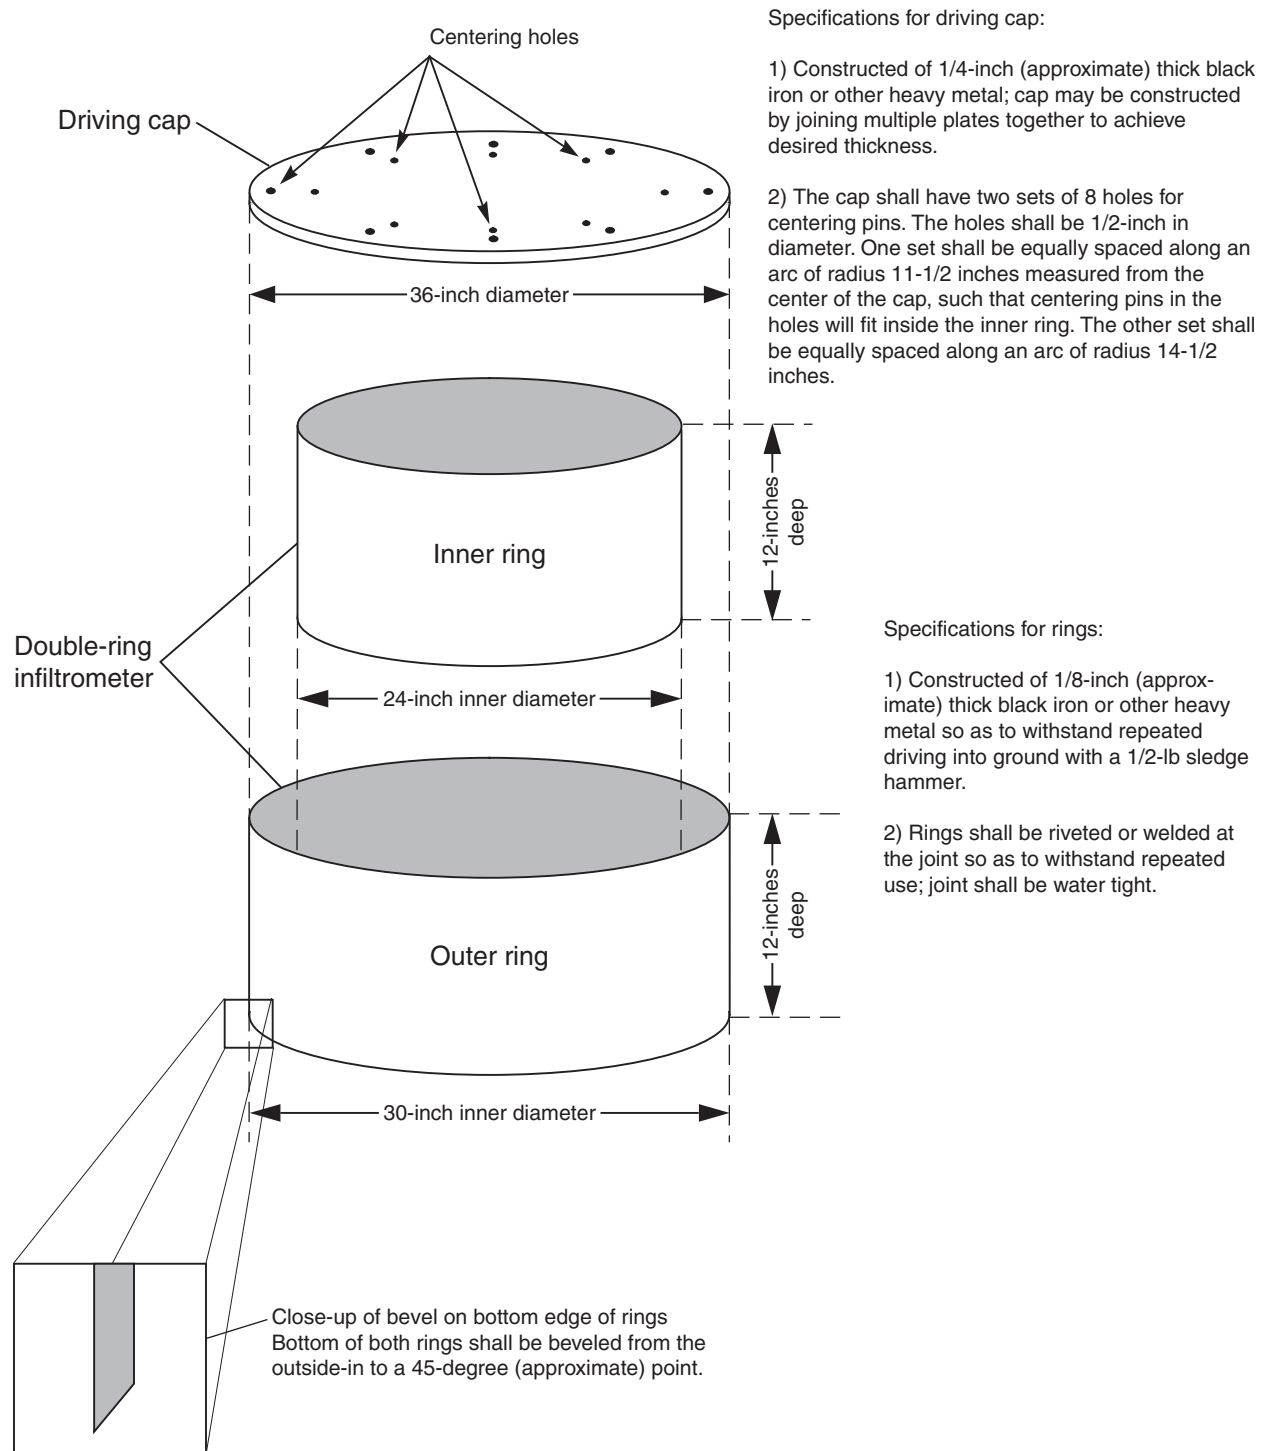 Specifications for driving cap:
Centering holes
1) Constructed of 1/4-inch (approximate) thick black
iron or other heavy metal; cap may be constructed
by joining multiple plates together to achieve
desired thickness.
Driving cap
2) The cap shall have two sets of 8 holes for
centering pins. The holes shall be 1/2-inch in
diameter. One set shall be equally spaced along an
arc of radius 11-1/2 inches measured from the
center of the cap, such that centering pins in the
holes will fit inside the inner ring. The other set shall
be equally spaced along an arc of radius 14-1/2
inches.
36-inch diameter
12-inches
deep
Inner ring
Double-ring
infiltrometer
24-inch inner diameter
Specifications for rings:
1) Constructed of 1/8-inch (approx-
imate) thick black iron or other heavy
metal so as to withstand repeated
driving into ground with a 1/2-lb sledge
hammer.
2) Rings shall be riveted or welded at
the joint so as to withstand repeated
use; joint shall be water tight.
12-inches
deep
Outer ring
30-inch inner diameter
Close-up of bevel on bottom edge of rings
Bottom of both rings shall be beveled from the
outside-in to a 45-degree (approximate) point.